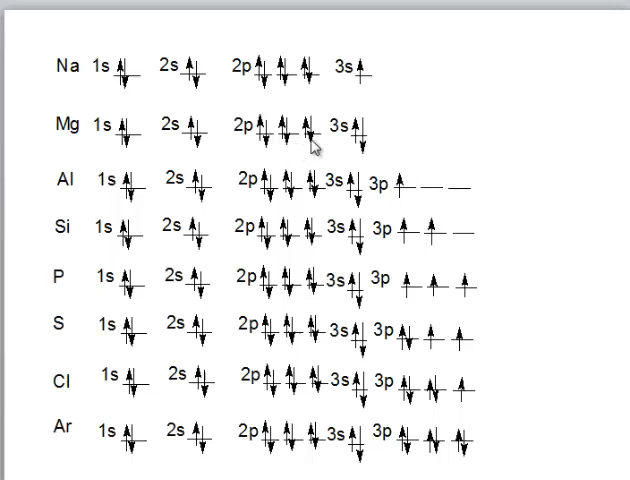 Na 1s 2s 2p 3s
Mg 1s 2s 2p 3s
Al 1s 2s 2p 3s 3p
Si 1s 2s 2p 3s 3p
P 1s 2s 2p 3s 3p
S 1s 2s 2p 3s 3p
Cl 1s 2s 2p 3s 3p
Ar 1s 2s 2p 3s 3p